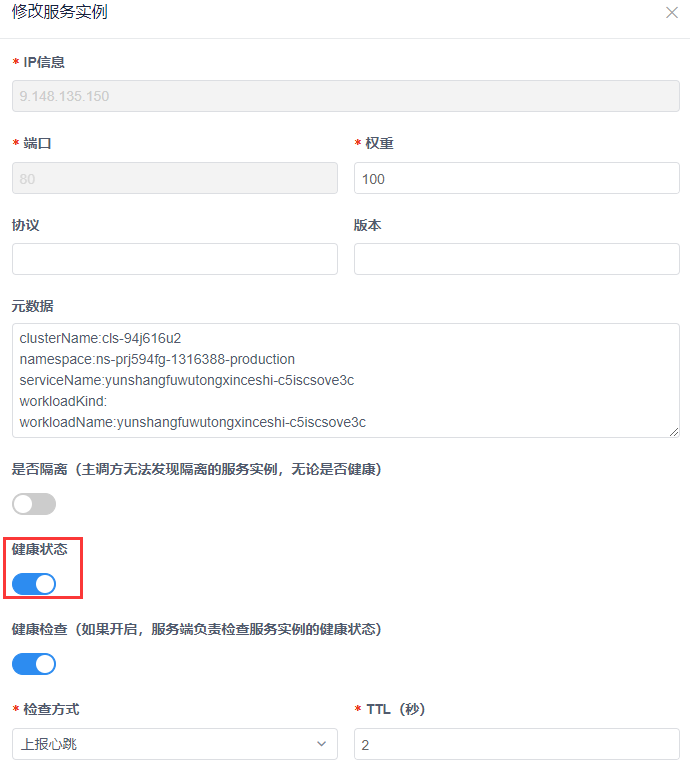 修改服务实例
* IP信息
9.148.135.150
* 端口
* 权重
80
100
协议
版本
元数据
clusterName:cls-94j616u2
namespace:ns-prj594fg-1316388-production
serviceName:yunshangfuwutongxinceshi-c5iscsove3c
workloadKind:
workloadName:yunshangfuwutongxinceshi-c5iscsove3c
是否隔离（主调方无法发现隔离的服务实例，无论是否健康）
健康状态
健康检查（如果开启，服务端负责检查服务实例的健康状态）
* 检查方式
* TTL（秒）
上报心跳
2